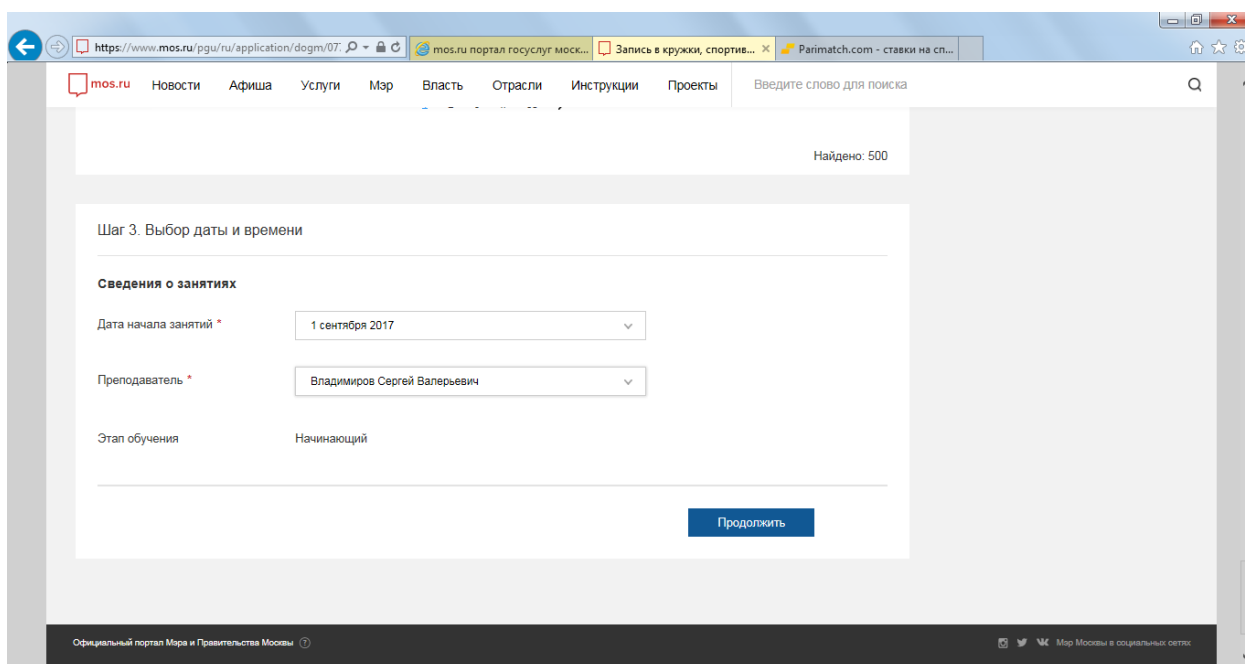 https://www.mos.ru/pgu/ru/application/dogm/07
mos.ru портал госуслуг моск...
Запись в кружки, спортив...
Parimatch.com - ставки на сп...
mos.ru Новости Афиша Услуги Мэр Власть Отрасли Инструкции Проекты Введите слово для поиска
Найдено: 500
Шаг 3. Выбор даты и времени
Сведения о занятиях
Дата начала занятий * 1 сентября 2017
Преподаватель * Владимиров Сергей Валерьевич
Этап обучения Начинающий
Продолжить
Официальный портал Мэра и Правительства Москвы ? Мэр Москвы в социальных сетях